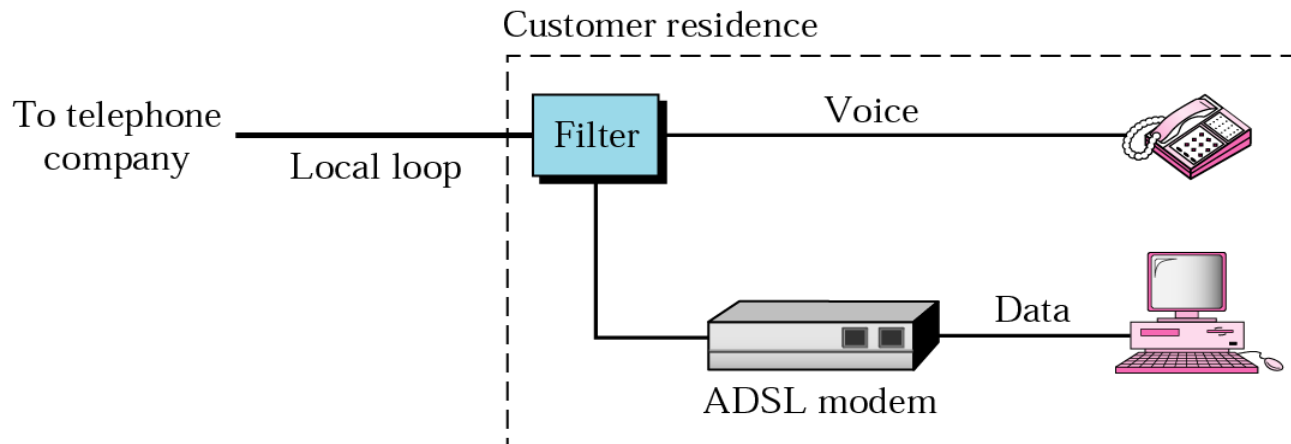 Customer residence
To telephone
company
Local loop
Filter
Voice
Data
ADSL modem